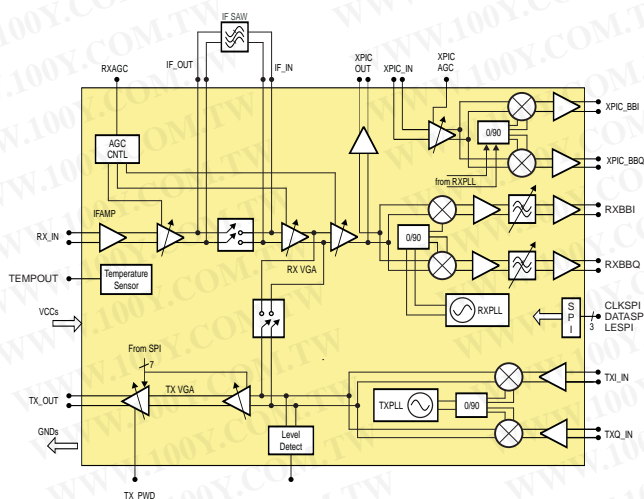 IF SAW
RXAGC
IF_OUT
IF_IN
XPIC
OUT
XPIC_IN
XPIC
AGC
AGC
CNTL
0/90
XPIC_BBI
XPIC_BBQ
from RXPLL
IFAMP
RX_IN
RX VGA
0/90
RXBBI
RXBBQ
TEMPOUT
Temperature
Sensor
VCCs
RXPLL
S
P
I
3
CLKSPI
DATASP
LESPI
From SPI
7
TX_OUT
TX VGA
GNDs
Level
Detect
TXPLL
0/90
TXI_IN
TXQ_IN
TX_PWD
WWW.100Y.COM.TW